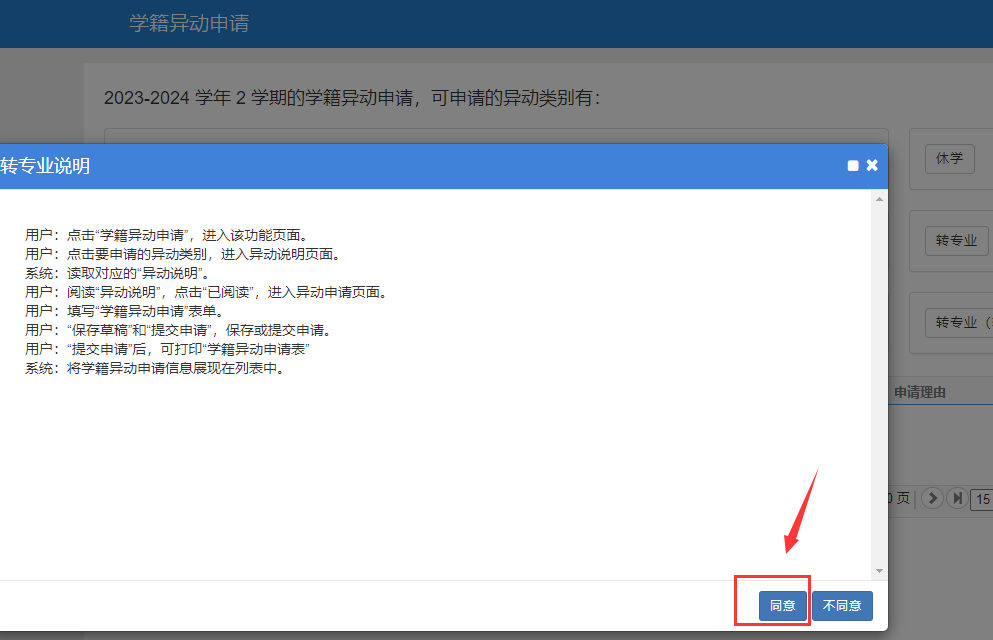 学籍异动申请
2023-2024 学年 2 学期的学籍异动申请，可申请的异动类别有：
休学
转专业
转专业（
申请理由
页
15
转专业说明
用户：点击“学籍异动申请”，进入该功能页面。
用户：点击要申请的异动类别，进入异动说明页面。
系统：读取对应的“异动说明”。
用户：阅读“异动说明”，点击“已阅读”，进入异动申请页面。
用户：填写“学籍异动申请”表单。
用户：“保存草稿”和“提交申请”，保存或提交申请。
用户：“提交申请”后，可打印“学籍异动申请表”
系统：将学籍异动申请信息展现在列表中。
同意
不同意